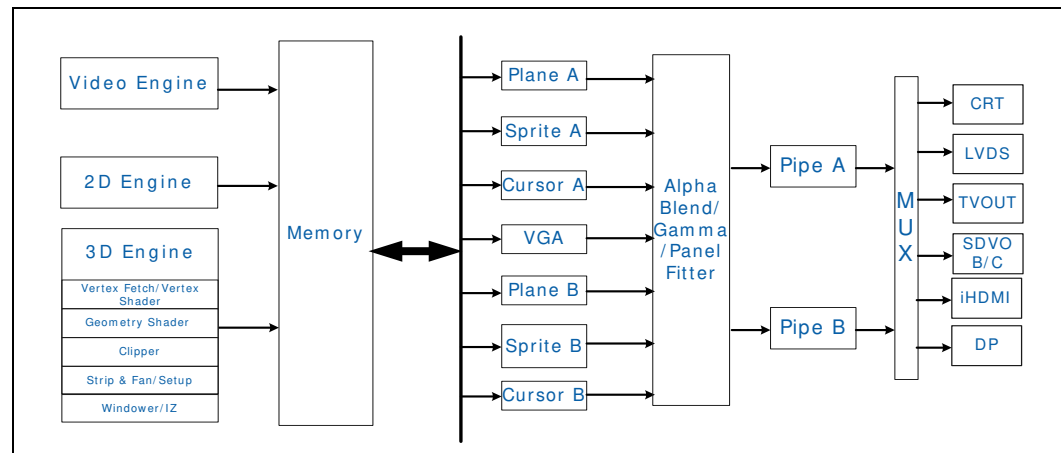 Video Engine
2D Engine
3D Engine
Vertex Fetch/Vertex
Shader
Geometry Shader
Clipper
Strip & Fan/Setup
Windower/IZ
Memory
Plane A
Sprite A
Cursor A
VGA
Plane B
Sprite B
Cursor B
Alpha
Blend/
Gamma
/Panel
Fitter
Pipe A
Pipe B
M
U
X
CRT
LVDS
TVOUT
SDVO
B/C
iHDMI
DP